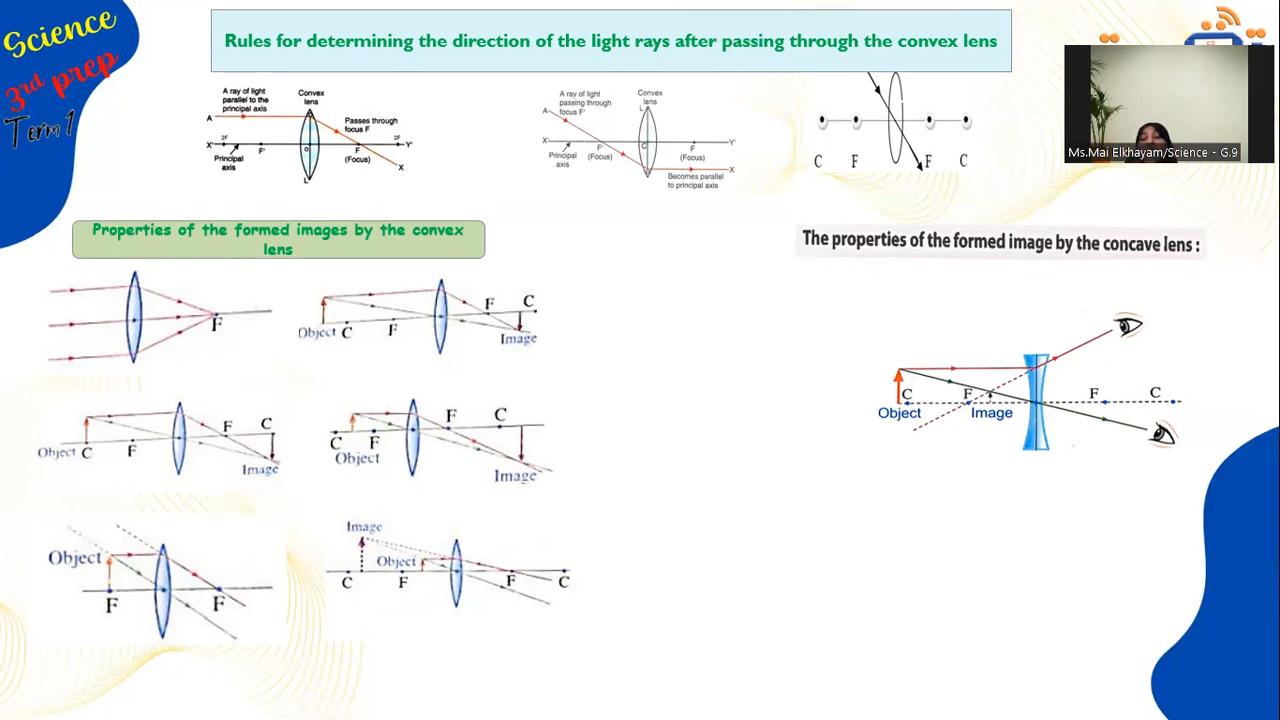 Science
3rd prep
Term 1
Rules for determining the direction of the light rays after passing through the convex lens
A ray of light
parallel to the
principal axis
Convex
lens
A
Passes through
focus F
2F
2F
X'
F'
O
F
Y'
Principal
axis
(Focus)
X
L'
A ray of light
passing through
focus F'
Convex
lens
L
A
X'
F'
C
F
Y'
Principal
axis
(Focus)
(Focus)
X
Becomes parallel
to principal axis
C F F C
Ms.Mai Elkhayam/Science - G.9
Properties of the formed images by the convex
lens
F
F C
Object C F
Image
F C
Object C F
Image
F C
C F
Object
Image
Object
F F
Image
Object
C F F C
The properties of the formed image by the concave lens :
C F F C
Object Image